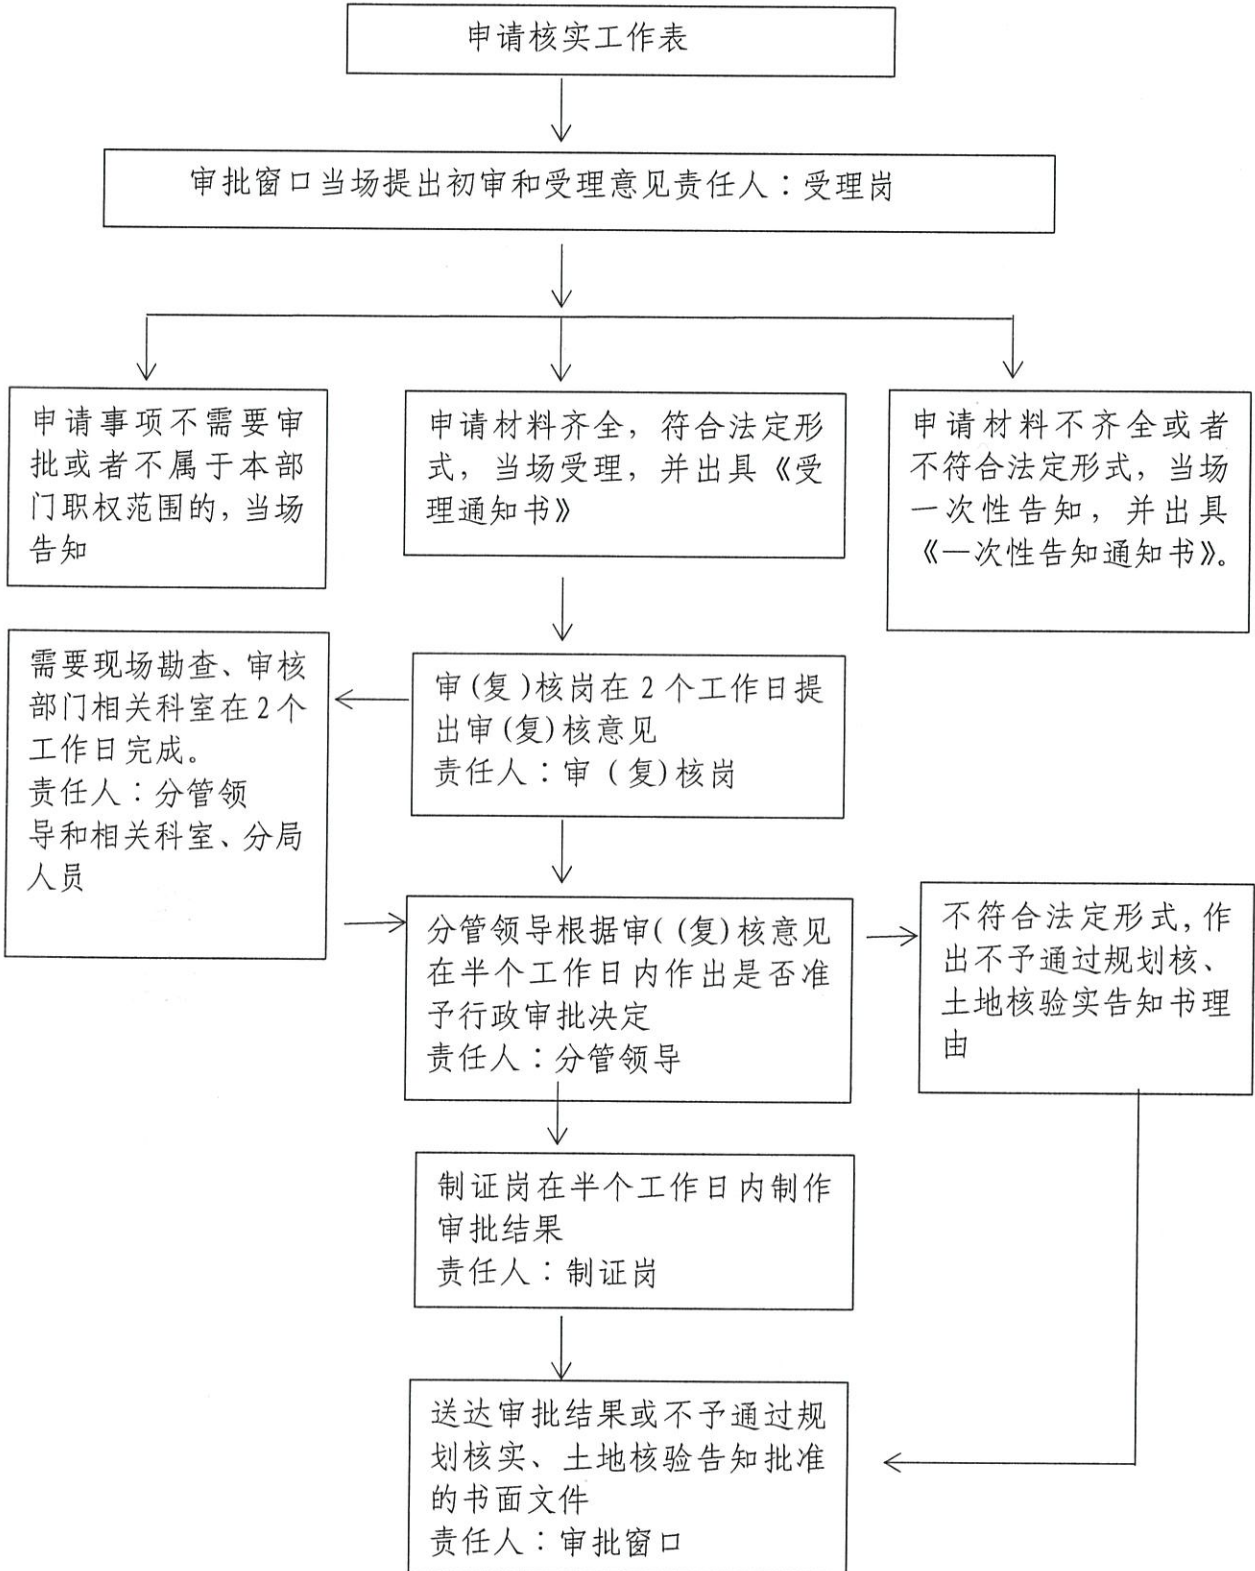 申请核实工作表
审批窗口当场提出初审和受理意见责任人：受理岗
申请事项不需要审
批或者不属于本部
门职权范围的，当场
告知
申请材料齐全，符合法定形
式，当场受理，并出具《受
理通知书》
申请材料不齐全或者
不符合法定形式，当场
一次性告知，并出具
《一次性告知通知书》。
需要现场勘查、审核
部门相关科室在2个
工作日完成。
责任人：分管领
导和相关科室、分局
人员
审(复)核岗在2个工作日提
出审(复)核意见
责任人：审（复)核岗
分管领导根据审( (复)核意见
在半个工作日内作出是否准
予行政审批决定
责任人：分管领导
不符合法定形式，作
出不予通过规划核、
土地核验实告知书理
由
制证岗在半个工作日内制作
审批结果
责任人：制证岗
送达审批结果或不予通过规
划核实、土地核验告知批准
的书面文件
责任人：审批窗口